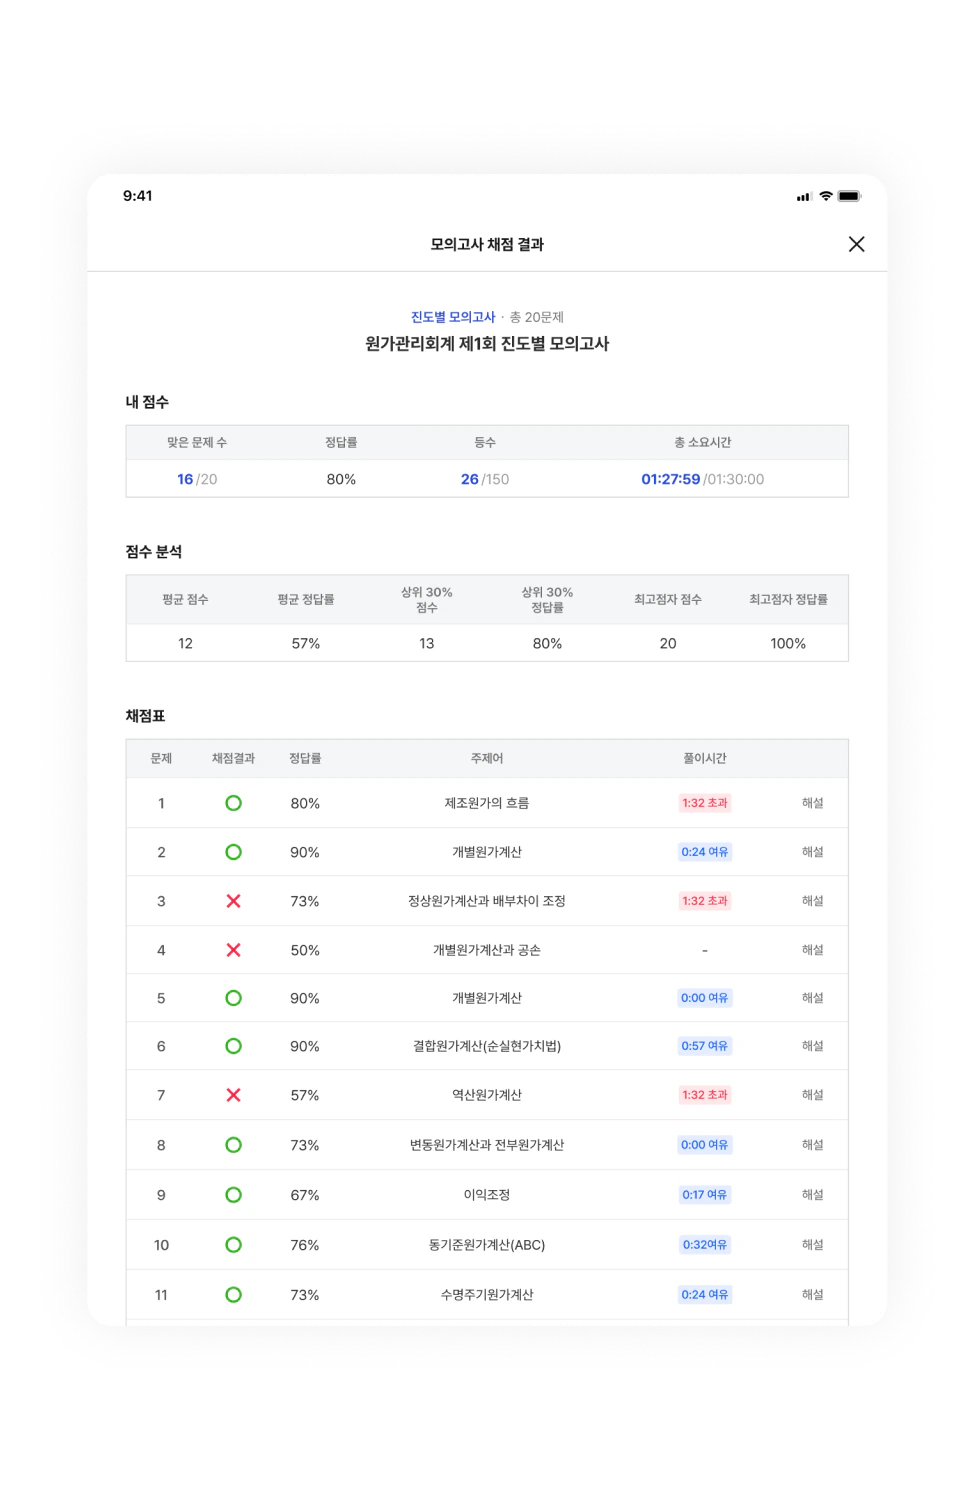 9:41
모의고사 채점 결과
진도별 모의고사 · 총 20문제
원가관리회계 제1회 진도별 모의고사
내 점수
맞은 문제 수 정답률 등수 총 소요시간
16/20 80% 26/150 01:27:59/01:30:00
점수 분석
평균 점수 평균 정답률 상위 30% 점수 상위 30% 정답률 최고점자 점수 최고점자 정답률
12 57% 13 80% 20 100%
채점표
문제 채점결과 정답률 주제어 풀이시간
1 80% 제조원가의 흐름 1:32 초과 해설
2 90% 개별원가계산 0:24 여유 해설
3 73% 정상원가계산과 배부차이 조정 1:32 초과 해설
4 50% 개별원가계산과 공손 - 해설
5 90% 개별원가계산 0:00 여유 해설
6 90% 결합원가계산(순실현가치법) 0:57 여유 해설
7 57% 역산원가계산 1:32 초과 해설
8 73% 변동원가계산과 전부원가계산 0:00 여유 해설
9 67% 이익조정 0:17 여유 해설
10 76% 동기준원가계산(ABC) 0:32여유 해설
11 73% 수명주기원가계산 0:24 여유 해설